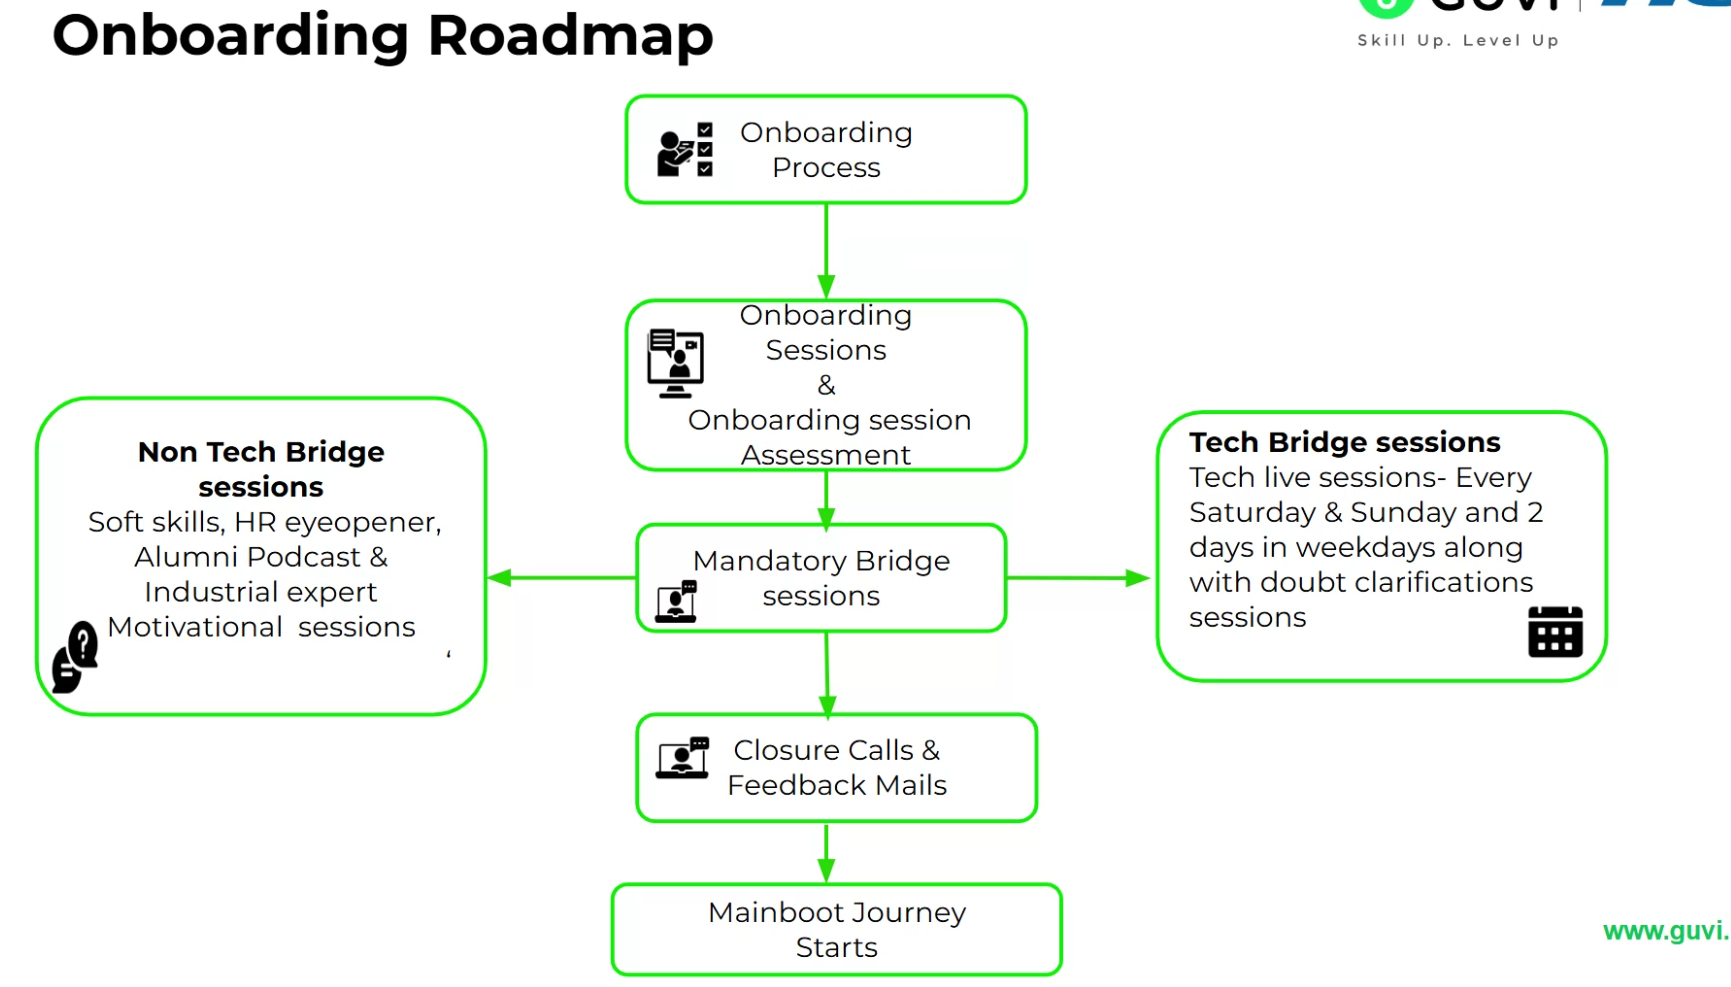 Onboarding Roadmap
Skill Up. Level Up
Onboarding
Process
Onboarding
Sessions
&
Onboarding session
Assessment
Non Tech Bridge
sessions
Soft skills, HR eyeopener,
Alumni Podcast &
Industrial expert
Motivational sessions
Mandatory Bridge
sessions
Tech Bridge sessions
Tech live sessions- Every
Saturday & Sunday and 2
days in weekdays along
with doubt clarifications
sessions
Closure Calls &
Feedback Mails
Mainboot Journey
Starts
www.guvi.